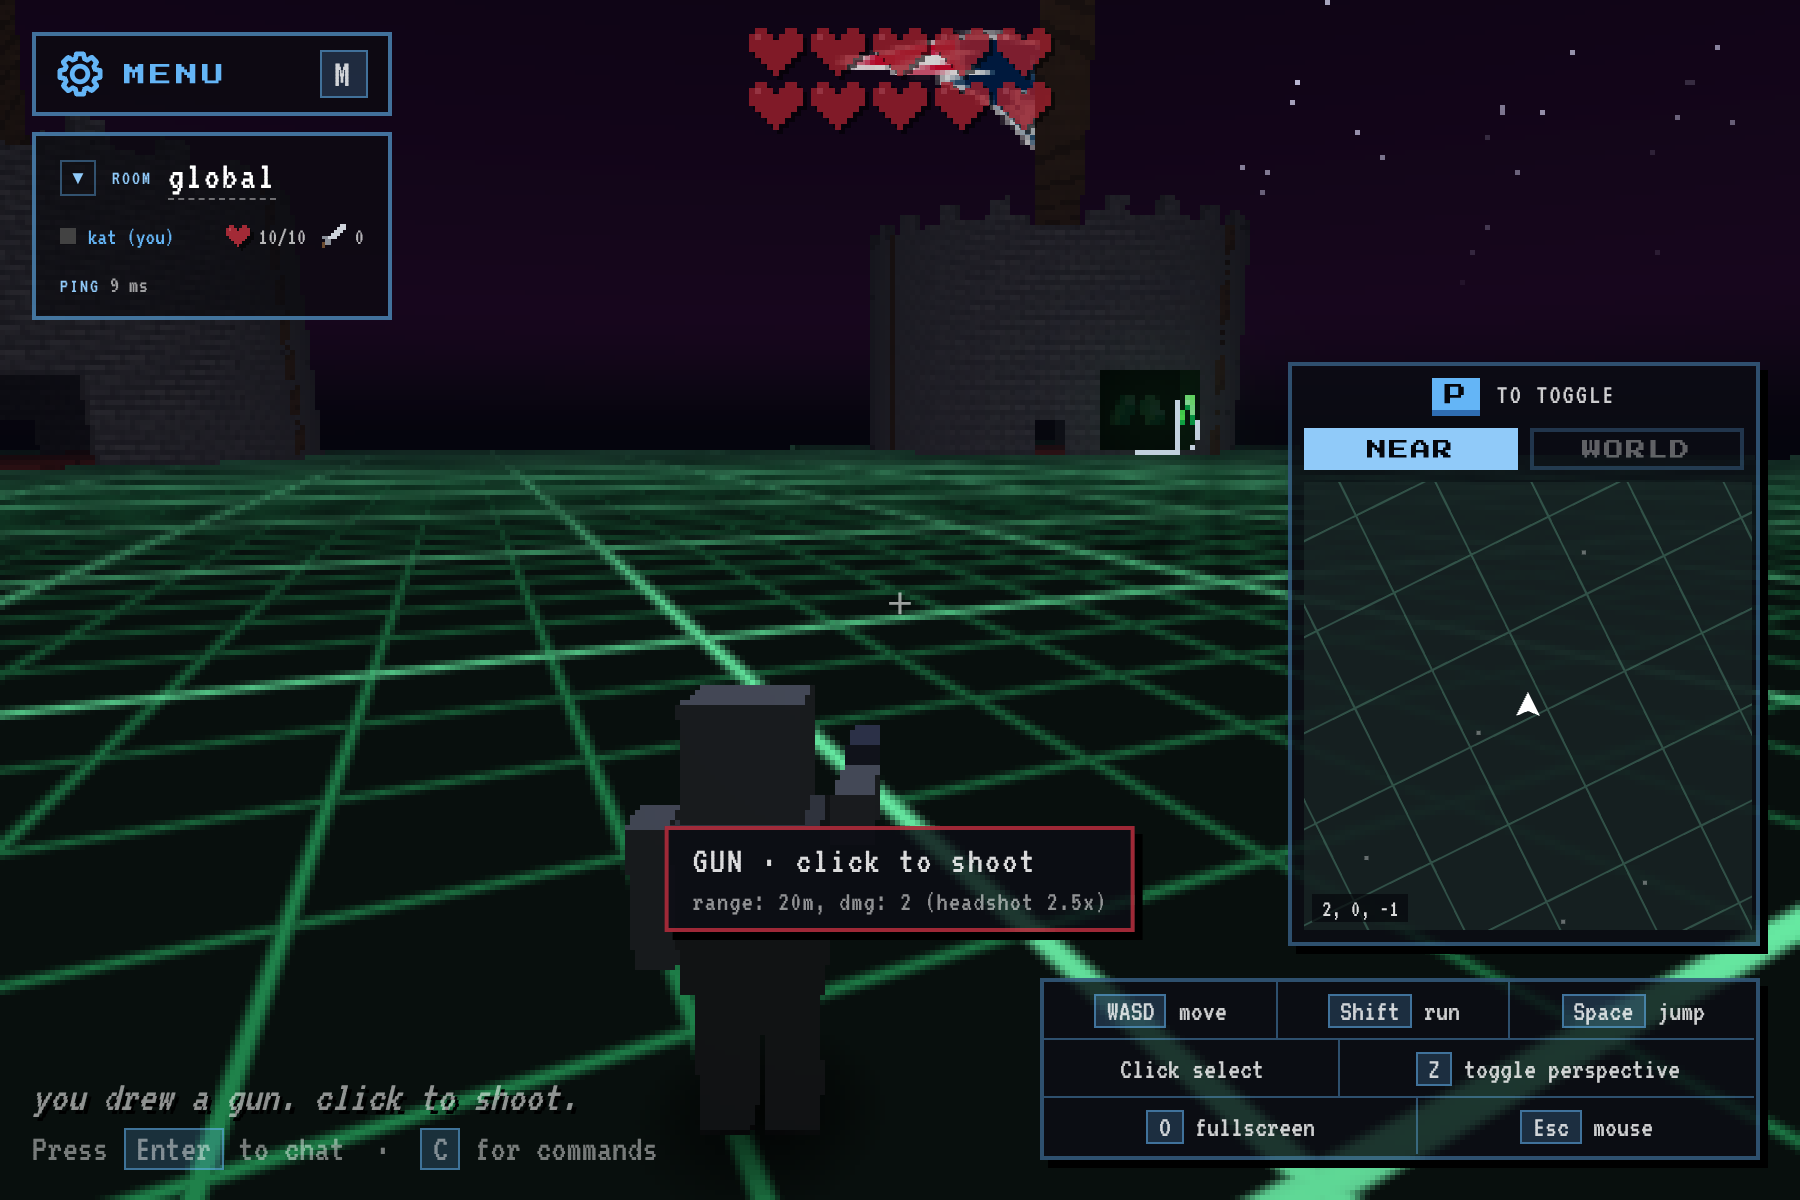 MENU M
▼ ROOM global
kat (you) 10/10 0
PING 9 ms
P TO TOGGLE
NEAR WORLD
2, 0, -1
GUN · click to shoot
range: 20m, dmg: 2 (headshot 2.5x)
WASD move Shift run Space jump
Click select Z toggle perspective
O fullscreen Esc mouse
you drew a gun. click to shoot.
Press Enter to chat · C for commands